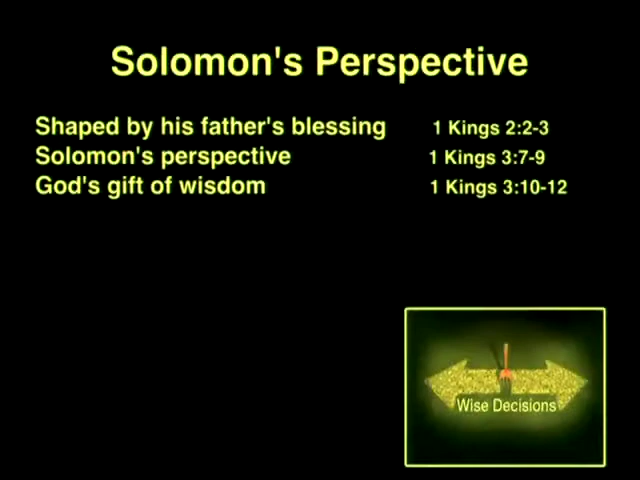 Solomon's Perspective
Shaped by his father's blessing 1 Kings 2:2-3
Solomon's perspective 1 Kings 3:7-9
God's gift of wisdom 1 Kings 3:10-12
Wise Decisions